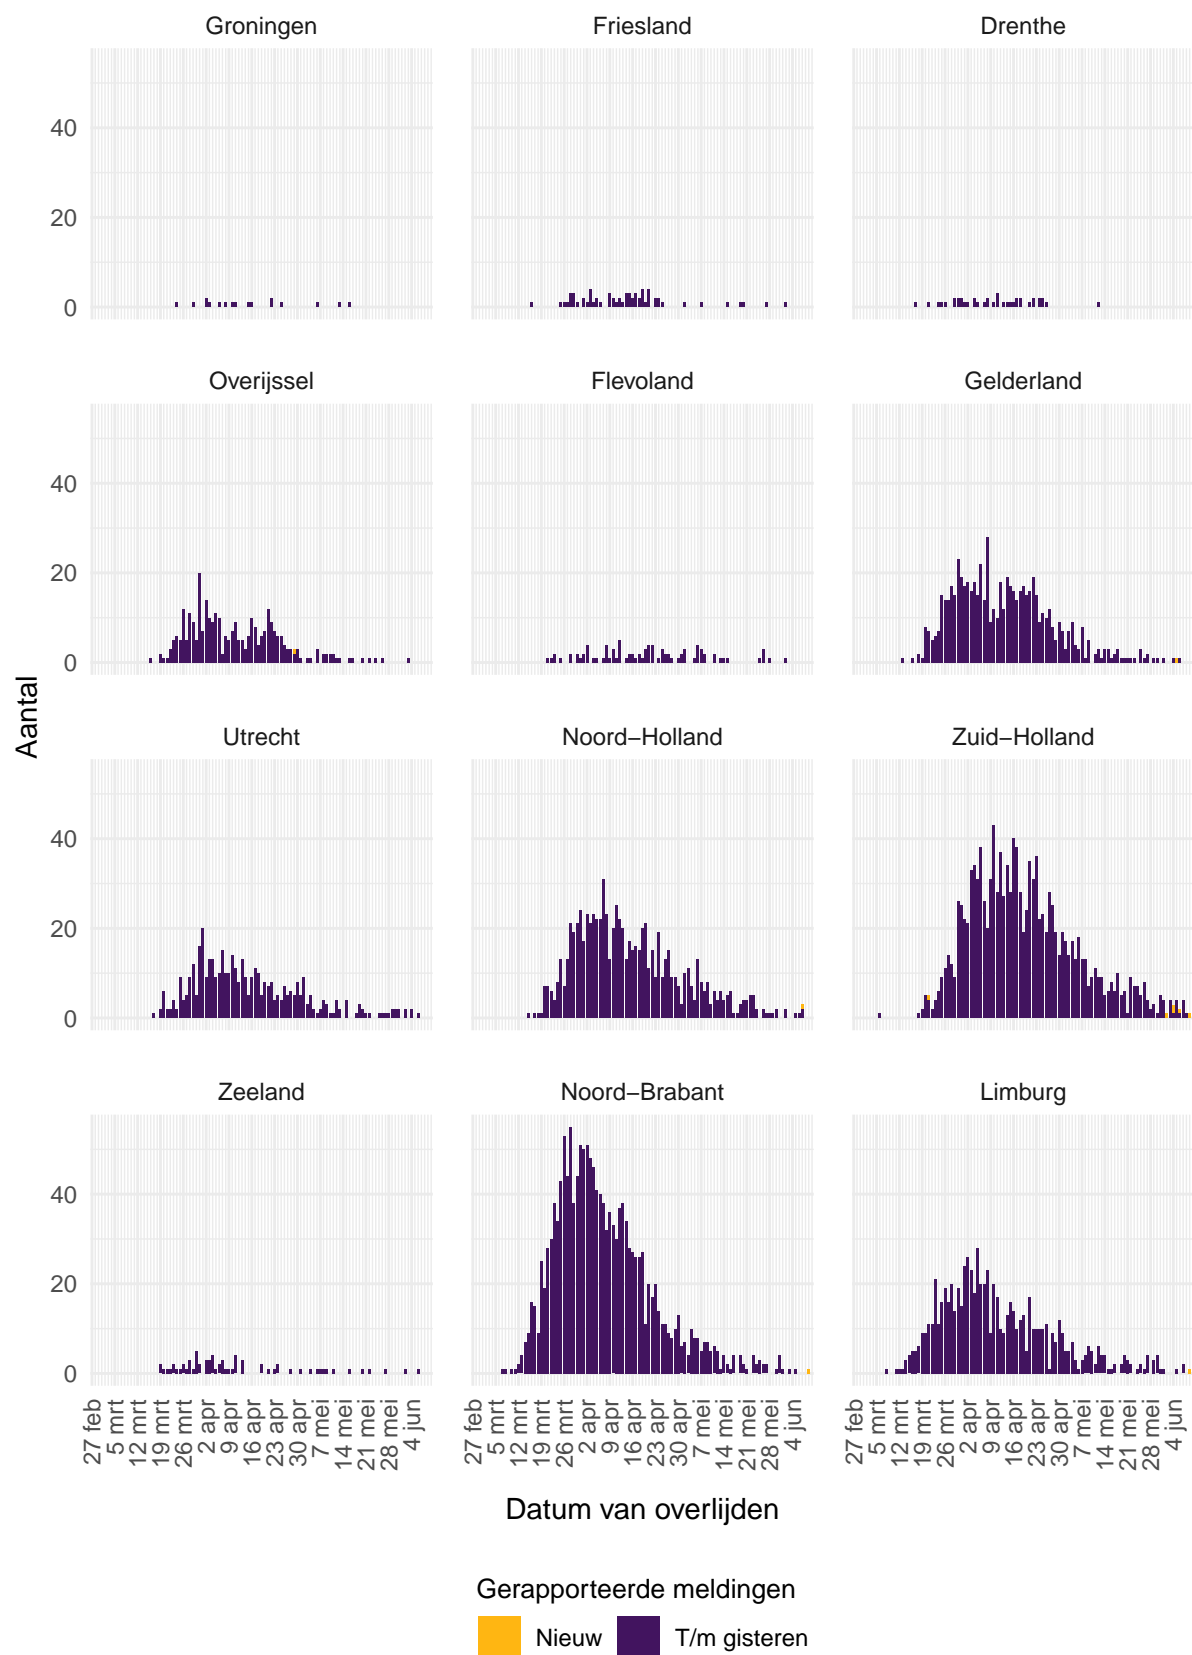 Groningen Friesland Drenthe
40
20
0
Overijssel Flevoland Gelderland
40
20
0
Aantal
Utrecht Noord−Holland Zuid−Holland
40
20
0
Zeeland Noord−Brabant Limburg
40
20
0
27 feb 5 mrt 12 mrt 19 mrt 26 mrt 2 apr 9 apr 16 apr 23 apr 30 apr 7 mei 14 mei 21 mei 28 mei 4 jun 27 feb 5 mrt 12 mrt 19 mrt 26 mrt 2 apr 9 apr 16 apr 23 apr 30 apr 7 mei 14 mei 21 mei 28 mei 4 jun 27 feb 5 mrt 12 mrt 19 mrt 26 mrt 2 apr 9 apr 16 apr 23 apr 30 apr 7 mei 14 mei 21 mei 28 mei 4 jun
Datum van overlijden
Gerapporteerde meldingen
Nieuw T/m gisteren